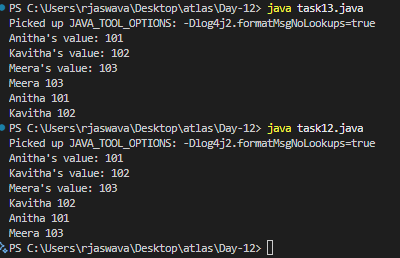 PS C:\Users\rjaswava\Desktop\atlas\Day-12> java task13.java
Picked up JAVA_TOOL_OPTIONS: -Dlog4j2.formatMsgNoLookups=true
Anitha's value: 101
Kavitha's value: 102
Meera's value: 103
Meera 103
Anitha 101
Kavitha 102
PS C:\Users\rjaswava\Desktop\atlas\Day-12> java task12.java
Picked up JAVA_TOOL_OPTIONS: -Dlog4j2.formatMsgNoLookups=true
Anitha's value: 101
Kavitha's value: 102
Meera's value: 103
Kavitha 102
Anitha 101
Meera 103
PS C:\Users\rjaswava\Desktop\atlas\Day-12>